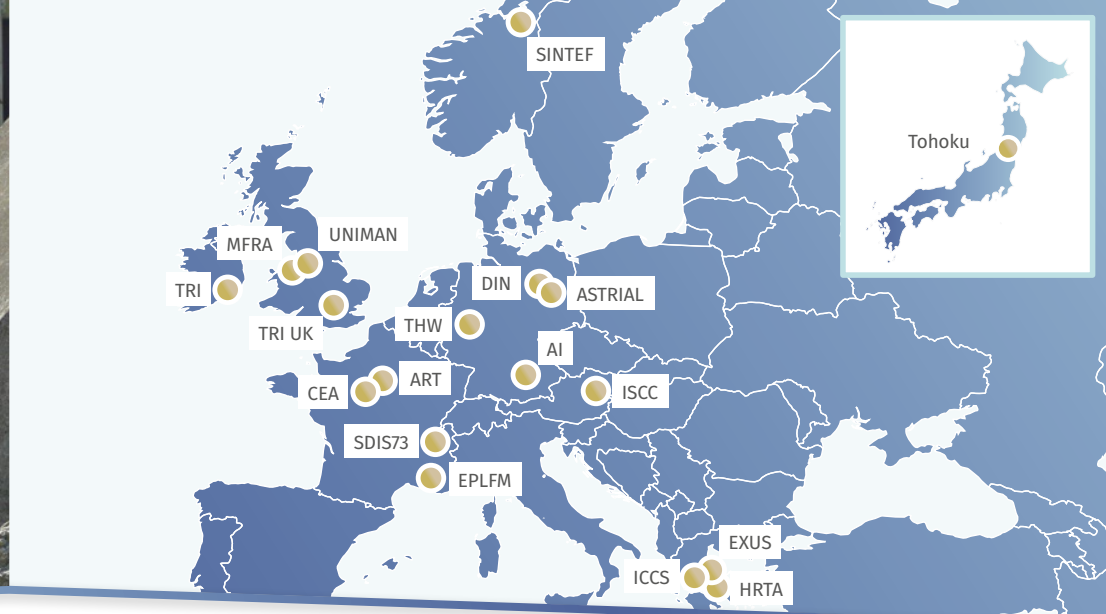 SINTEF
Tohoku
UNIMAN
MFRA
TRI
DIN
ASTRIAL
TRI UK
THW
AI
CEA
ART
ISCC
SDIS73
EPLFM
EXUS
ICCS
HRTA